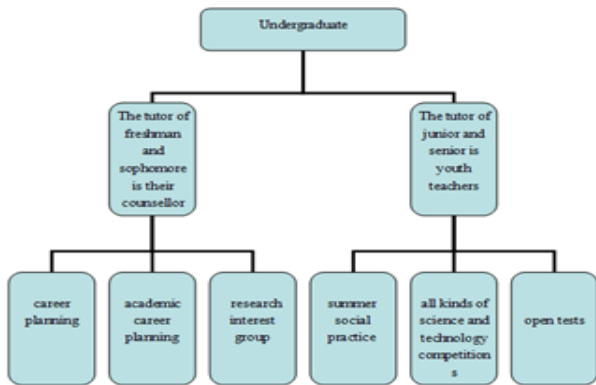 Undergraduate
The tutor of
freshman
and
sophomore
is their
counsellor
The tutor of
junior and
senior is
youth
teachers
career
planning
academic
career
planning
research
interest
group
summer
social
practice
all kinds of
science and
technology
competition
s
open tests